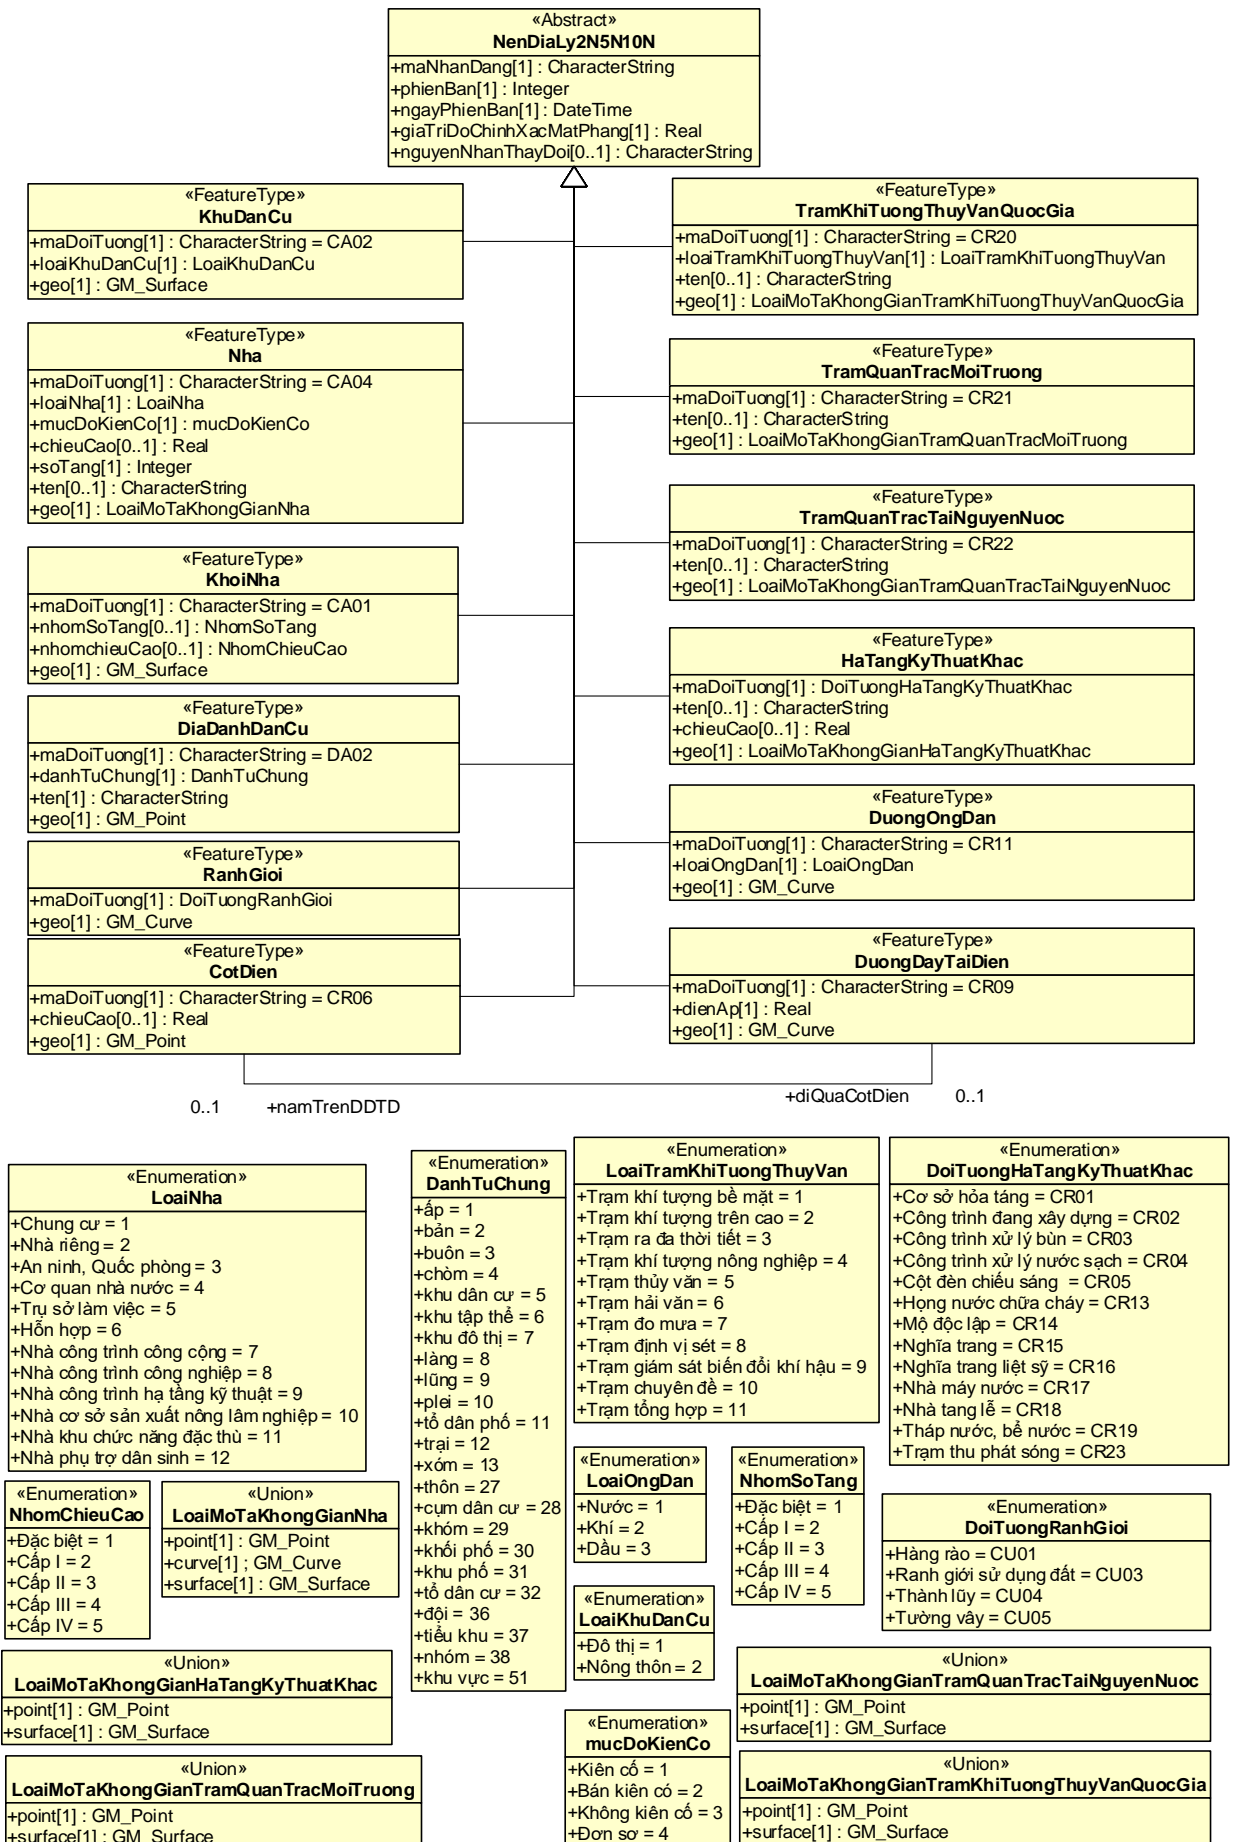 «Abstract»
NenDiaLy2N5N10N
+maNhanDang[1] : CharacterString
+phienBan[1] : Integer
+ngayPhienBan[1] : DateTime
+giaTriDoChinhXacMatPhang[1] : Real
+nguyenNhanThayDoi[0..1] : CharacterString
«FeatureType»
KhuDanCu
+maDoiTuong[1] : CharacterString = CA02
+loaiKhuDanCu[1] : LoaiKhuDanCu
+geo[1] : GM_Surface
«FeatureType»
Nha
+maDoiTuong[1] : CharacterString = CA04
+loaiNha[1] : LoaiNha
+mucDoKienCo[1] : mucDoKienCo
+chieuCao[0..1] : Real
+soTang[1] : Integer
+ten[0..1] : CharacterString
+geo[1] : LoaiMoTaKhongGianNha
«FeatureType»
KhoiNha
+maDoiTuong[1] : CharacterString = CA01
+nhomSoTang[0..1] : NhomSoTang
+nhomchieuCao[0..1] : NhomChieuCao
+geo[1] : GM_Surface
«FeatureType»
DiaDanhDanCu
+maDoiTuong[1] : CharacterString = DA02
+danhTuChung[1] : DanhTuChung
+ten[1] : CharacterString
+geo[1] : GM_Point
«FeatureType»
RanhGioi
+maDoiTuong[1] : DoiTuongRanhGioi
+geo[1] : GM_Curve
«FeatureType»
CotDien
+maDoiTuong[1] : CharacterString = CR06
+chieuCao[0..1] : Real
+geo[1] : GM_Point
«FeatureType»
TramKhiTuongThuyVanQuocGia
+maDoiTuong[1] : CharacterString = CR20
+loaiTramKhiTuongThuyVan[1] : LoaiTramKhiTuongThuyVan
+ten[0..1] : CharacterString
+geo[1] : LoaiMoTaKhongGianTramKhiTuongThuyVanQuocGia
«FeatureType»
TramQuanTracMoiTruong
+maDoiTuong[1] : CharacterString = CR21
+ten[0..1] : CharacterString
+geo[1] : LoaiMoTaKhongGianTramQuanTracMoiTruong
«FeatureType»
TramQuanTracTaiNguyenNuoc
+maDoiTuong[1] : CharacterString = CR22
+ten[0..1] : CharacterString
+geo[1] : LoaiMoTaKhongGianTramQuanTracTaiNguyenNuoc
«FeatureType»
HaTangKyThuatKhac
+maDoiTuong[1] : DoiTuongHaTangKyThuatKhac
+ten[0..1] : CharacterString
+chieuCao[0..1] : Real
+geo[1] : LoaiMoTaKhongGianHaTangKyThuatKhac
«FeatureType»
DuongOngDan
+maDoiTuong[1] : CharacterString = CR11
+loaiOngDan[1] : LoaiOngDan
+geo[1] : GM_Curve
«FeatureType»
DuongDayTaiDien
+maDoiTuong[1] : CharacterString = CR09
+dienAp[1] : Real
+geo[1] : GM_Curve
0..1 +namTrenDDTD +diQuaCotDien 0..1
«Enumeration»
LoaiNha
+Chung cư = 1
+Nhà riêng = 2
+An ninh, Quốc phòng = 3
+Cơ quan nhà nước = 4
+Trụ sở làm việc = 5
+Hỗn hợp = 6
+Nhà công trình công cộng = 7
+Nhà công trình công nghiệp = 8
+Nhà công trình hạ tầng kỹ thuật = 9
+Nhà cơ sở sản xuất nông lâm nghiệp = 10
+Nhà khu chức năng đặc thù = 11
+Nhà phụ trợ dân sinh = 12
«Enumeration»
DanhTuChung
+ấp = 1
+bản = 2
+buôn = 3
+chòm = 4
+khu dân cư = 5
+khu tập thể = 6
+khu đô thị = 7
+làng = 8
+lũng = 9
+plei = 10
+tổ dân phố = 11
+trại = 12
+xóm = 13
+thôn = 27
+cụm dân cư = 28
+khóm = 29
+khối phố = 30
+khu phố = 31
+tổ dân cư = 32
+đội = 36
+tiểu khu = 37
+nhóm = 38
+khu vực = 51
«Enumeration»
LoaiTramKhiTuongThuyVan
+Trạm khí tượng bề mặt = 1
+Trạm khí tượng trên cao = 2
+Trạm ra đa thời tiết = 3
+Trạm khí tượng nông nghiệp = 4
+Trạm thủy văn = 5
+Trạm hải văn = 6
+Trạm đo mưa = 7
+Trạm định vị sét = 8
+Trạm giám sát biến đổi khí hậu = 9
+Trạm chuyên đề = 10
+Trạm tổng hợp = 11
«Enumeration»
DoiTuongHaTangKyThuatKhac
+Cơ sở hỏa táng = CR01
+Công trình đang xây dựng = CR02
+Công trình xử lý bùn = CR03
+Công trình xử lý nước sạch = CR04
+Cột đèn chiếu sáng = CR05
+Họng nước chữa cháy = CR13
+Mộ độc lập = CR14
+Nghĩa trang = CR15
+Nghĩa trang liệt sỹ = CR16
+Nhà máy nước = CR17
+Nhà tang lễ = CR18
+Tháp nước, bể nước = CR19
+Trạm thu phát sóng = CR23
«Enumeration»
NhomChieuCao
+Đặc biệt = 1
+Cấp I = 2
+Cấp II = 3
+Cấp III = 4
+Cấp IV = 5
«Union»
LoaiMoTaKhongGianNha
+point[1] : GM_Point
+curve[1] ; GM_Curve
+surface[1] : GM_Surface
«Enumeration»
LoaiOngDan
+Nước = 1
+Khí = 2
+Dầu = 3
«Enumeration»
NhomSoTang
+Đặc biệt = 1
+Cấp I = 2
+Cấp II = 3
+Cấp III = 4
+Cấp IV = 5
«Enumeration»
DoiTuongRanhGioi
+Hàng rào = CU01
+Ranh giới sử dụng đất = CU03
+Thành lũy = CU04
+Tường vây = CU05
«Enumeration»
LoaiKhuDanCu
+Đô thị = 1
+Nông thôn = 2
«Union»
LoaiMoTaKhongGianHaTangKyThuatKhac
+point[1] : GM_Point
+surface[1] : GM_Surface
«Union»
LoaiMoTaKhongGianTramQuanTracTaiNguyenNuoc
+point[1] : GM_Point
+surface[1] : GM_Surface
«Union»
LoaiMoTaKhongGianTramQuanTracMoiTruong
+point[1] : GM_Point
+surface[1] : GM_Surface
«Enumeration»
mucDoKienCo
+Kiên cố = 1
+Bán kiên có = 2
+Không kiên cố = 3
+Đơn sơ = 4
«Union»
LoaiMoTaKhongGianTramKhiTuongThuyVanQuocGia
+point[1] : GM_Point
+surface[1] : GM_Surface